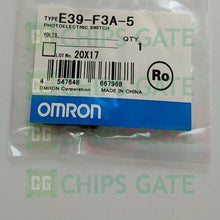 TYPE E39-F3A-5
PHOTOELECTRIC SWITCH
VOLTS
QTY
1
LOT No. 20X17
4 547648 667968
Ro
OMRON Corporation MADE IN CHINA
OMRON
CG CHIPS GATE